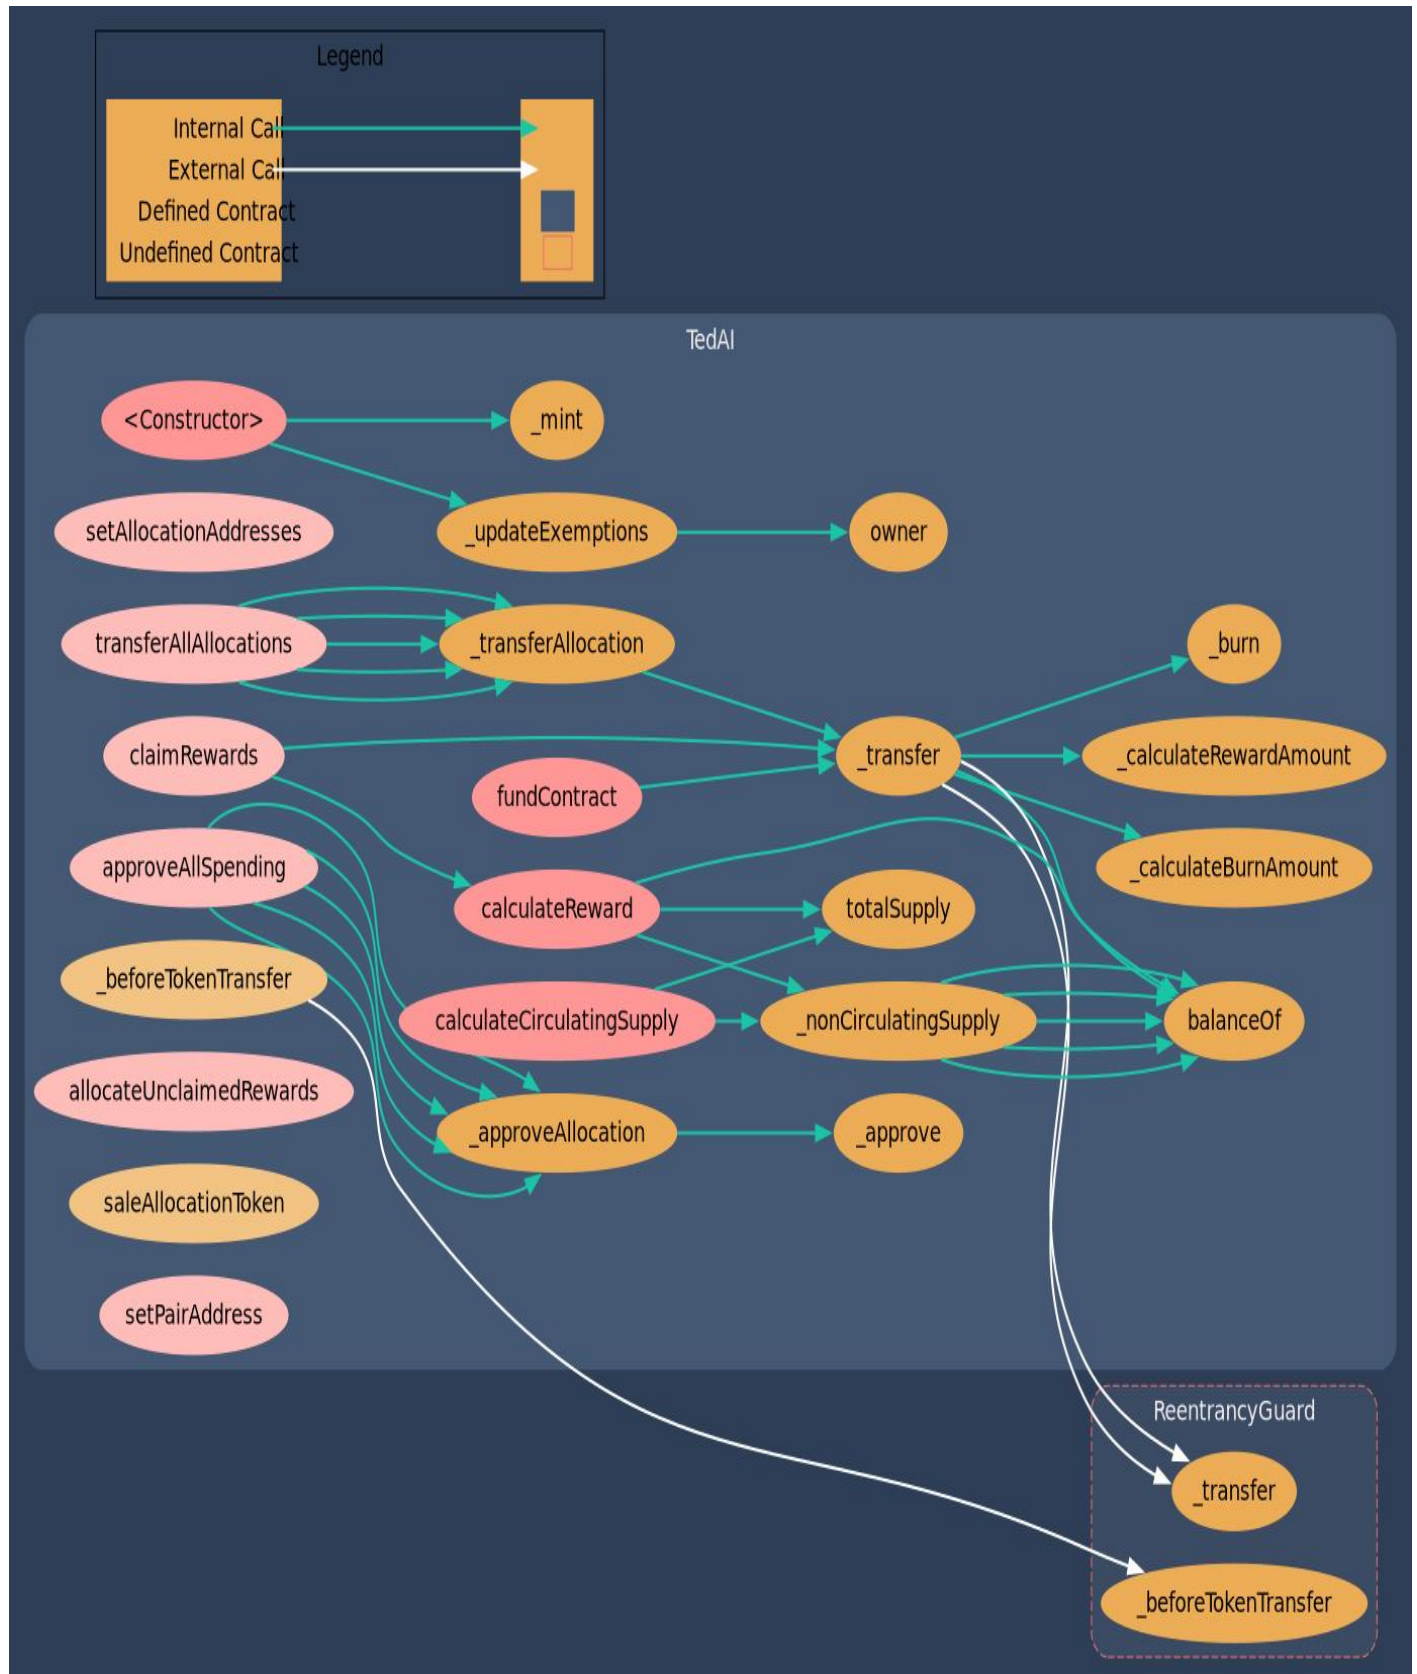 Legend
Internal Call
External Call
Defined Contract
Undefined Contract
TedAI
<Constructor>
_mint
setAllocationAddresses
_updateExemptions
owner
transferAllAllocations
_transferAllocation
_burn
claimRewards
_transfer
_calculateRewardAmount
fundContract
approveAllSpending
_calculateBurnAmount
calculateReward
totalSupply
_beforeTokenTransfer
calculateCirculatingSupply
_nonCirculatingSupply
balanceOf
allocateUnclaimedRewards
_approveAllocation
_approve
saleAllocationToken
setPairAddress
ReentrancyGuard
_transfer
_beforeTokenTransfer